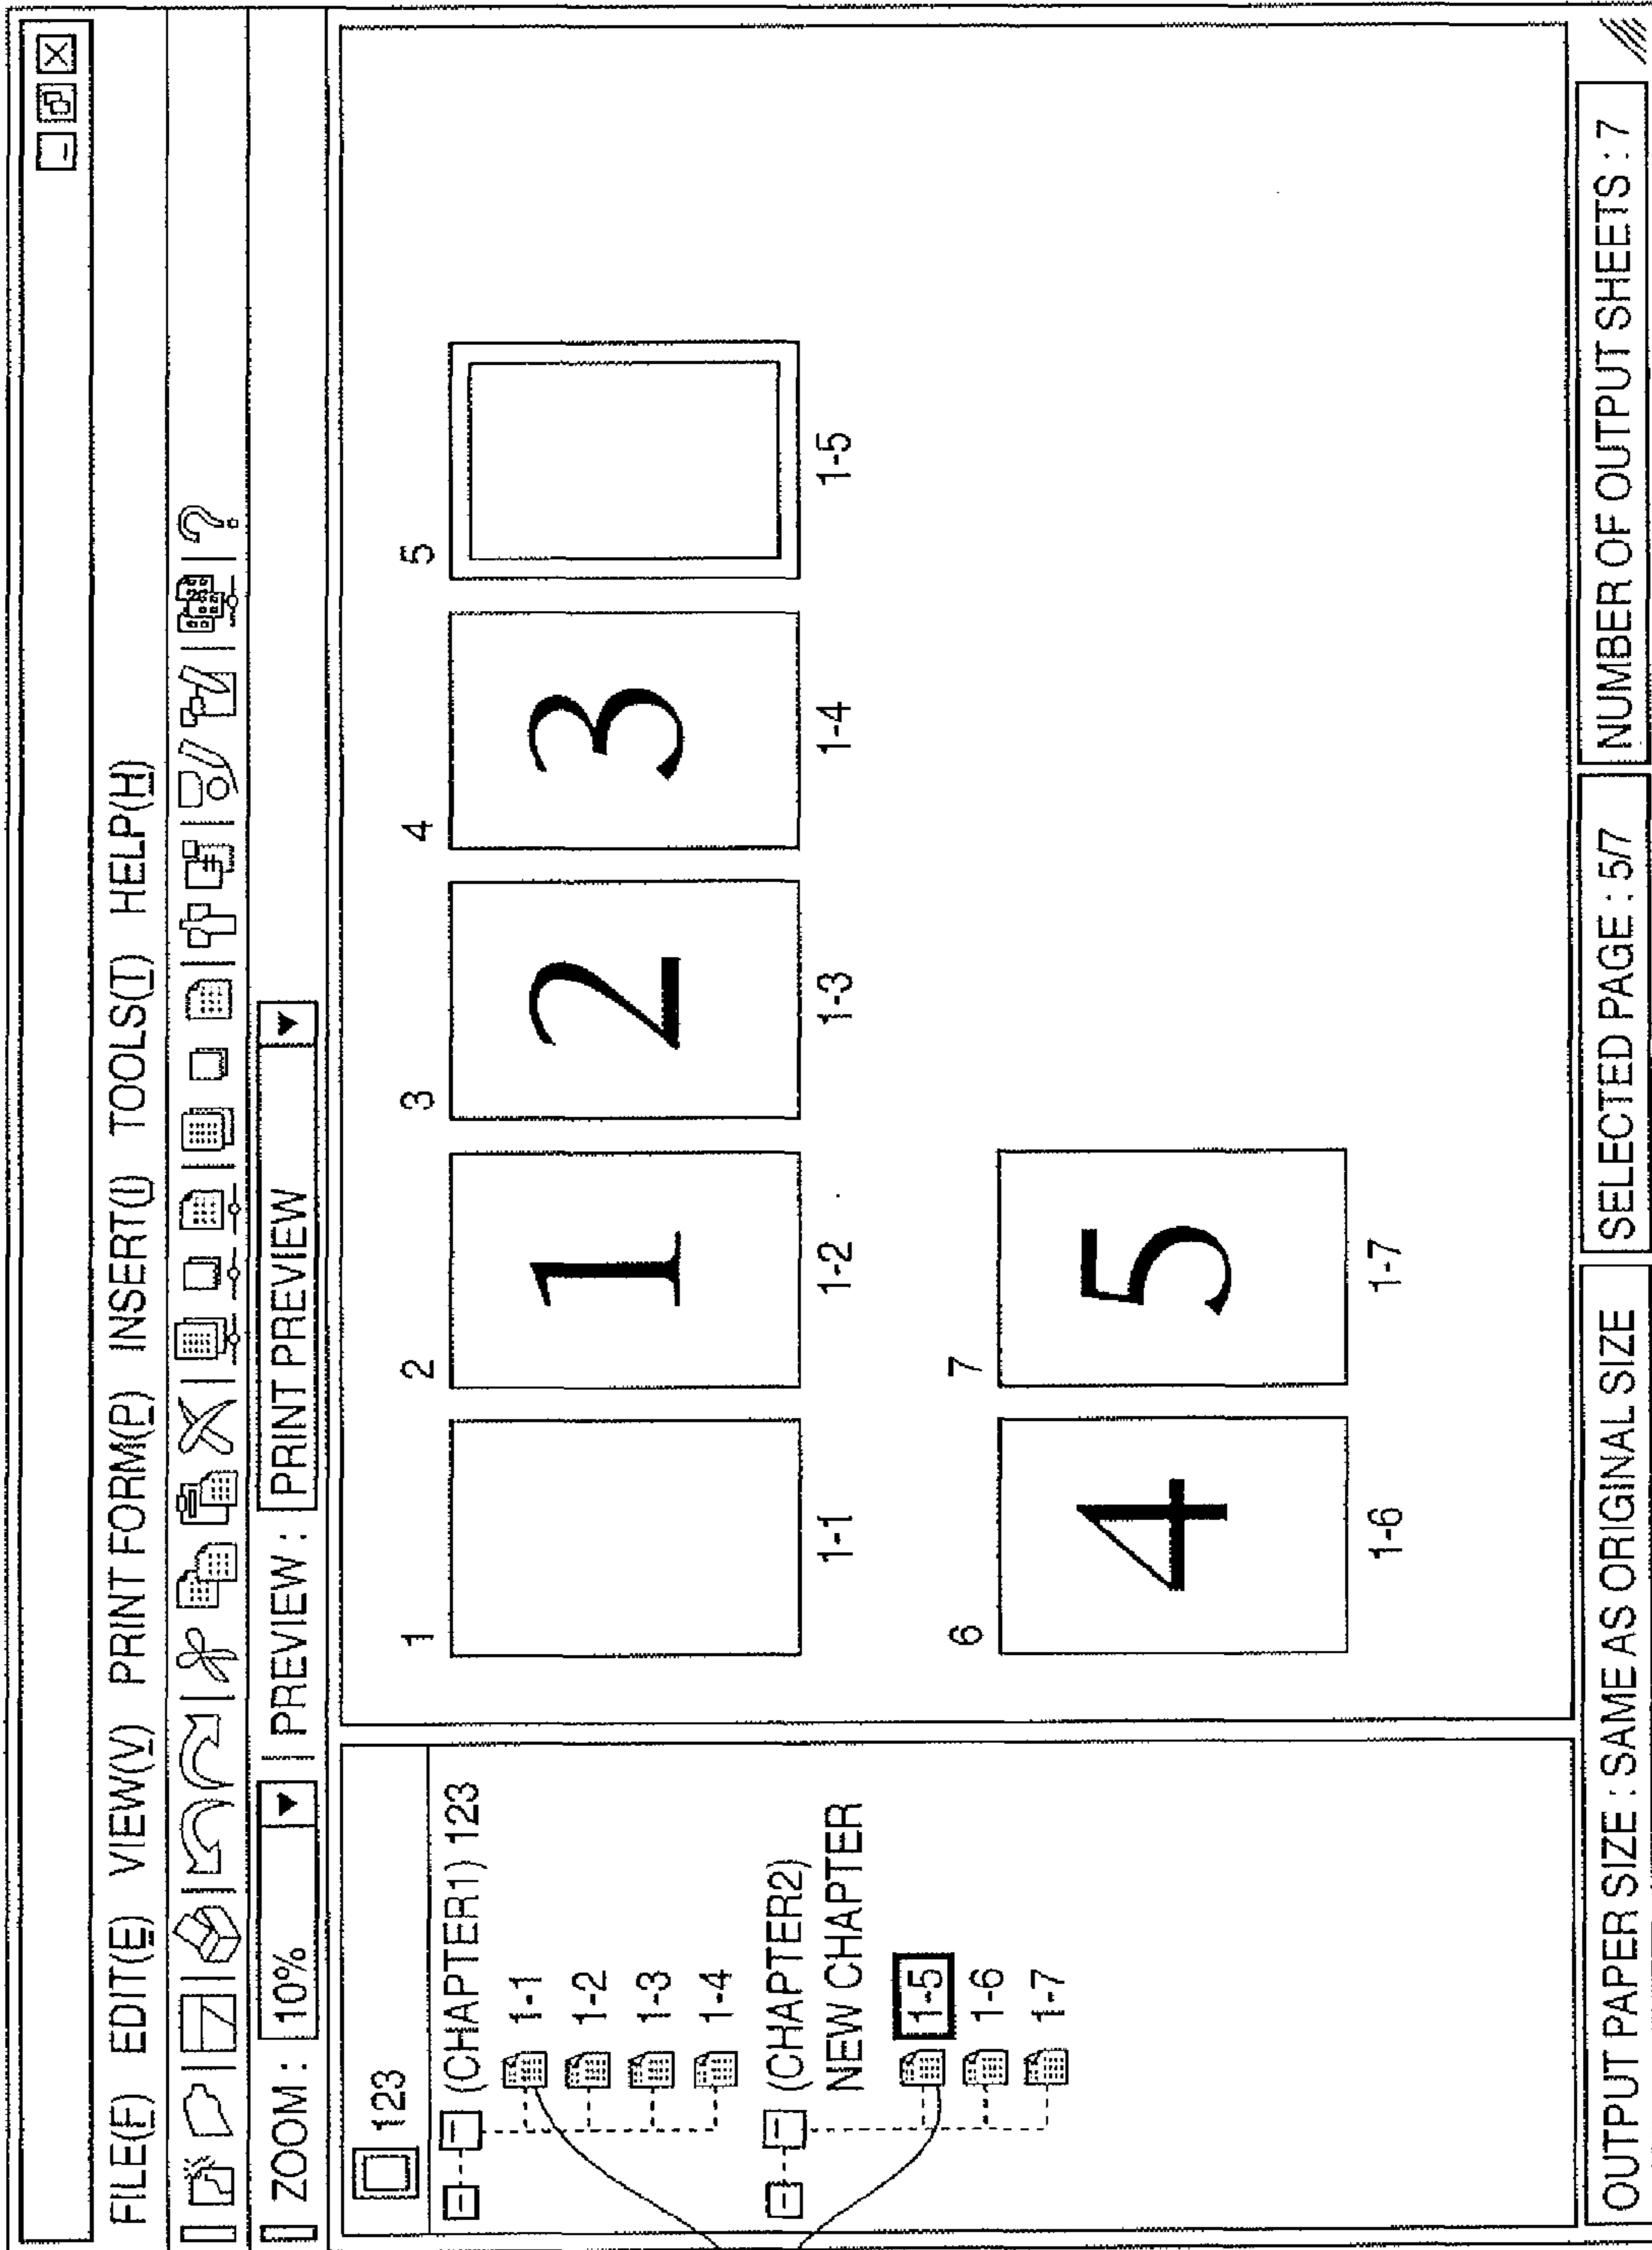 FILE(F) EDIT(E) VIEW(V) PRINT FORM(P) INSERT(I) TOOLS(T) HELP(H)
?
ZOOM : 10% PREVIEW : PRINT PREVIEW
123
(CHAPTER1) 123
1-1
1-2
1-3
1-4
(CHAPTER2)
NEW CHAPTER
1-5
1-6
1-7
1 2 3 4 5
1 2 3
1-1 1-2 1-3 1-4 1-5
6 7
4 5
1-6 1-7
OUTPUT PAPER SIZE : SAME AS ORIGINAL SIZE SELECTED PAGE : 5/7 NUMBER OF OUTPUT SHEETS : 7